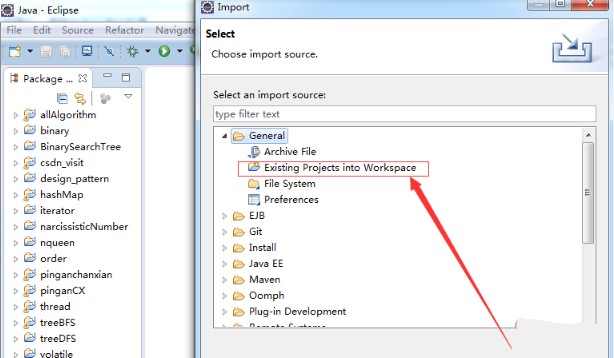 Java - Eclipse
File Edit Source Refactor Navigate
Package ...
allAlgorithm
binary
BinarySearchTree
csdn_visit
design_pattern
hashMap
iterator
narcissisticNumber
nqueen
order
pinganchanxian
pinganCX
thread
treeBFS
treeDFS
volatile
Import
Select
Choose import source.
Select an import source:
type filter text
General
Archive File
Existing Projects into Workspace
File System
Preferences
EJB
Git
Install
Java EE
Maven
Oomph
Plug-in Development
Remote Systems